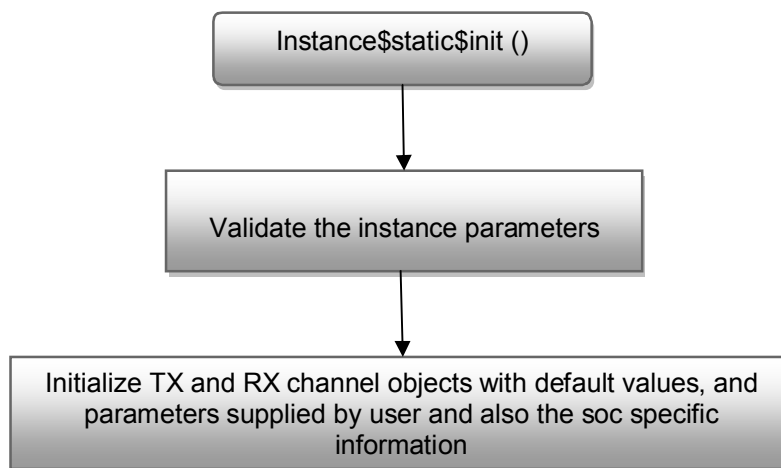 Instance$static$init ()
Validate the instance parameters
Initialize TX and RX channel objects with default values, and
parameters supplied by user and also the soc specific
information